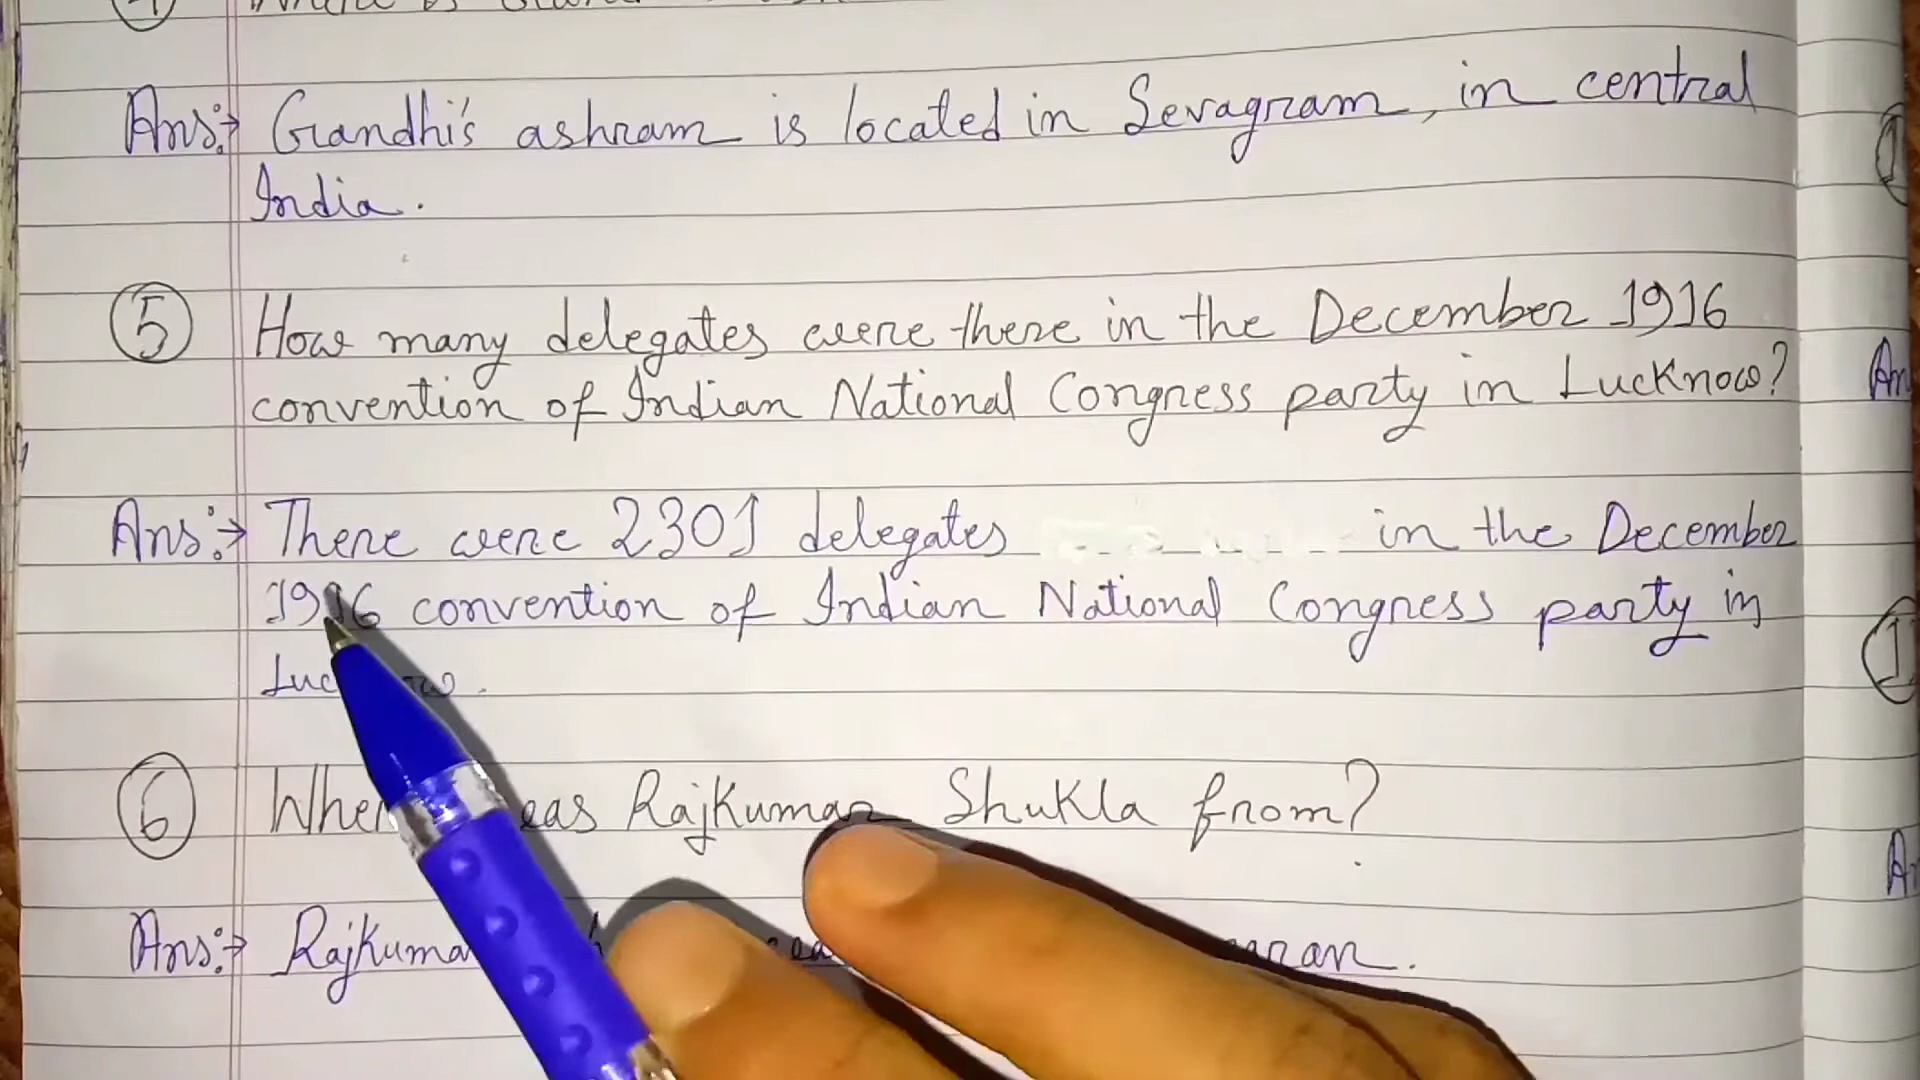 Ans:→ Gandhi's ashram is located in Sevagram, in central
India.
5 How many delegates were there in the December 1916
convention of Indian National Congress party in Lucknow?
Ans:→ There were 2301 delegates in the December
1916 convention of Indian National Congress party in
6 Rajkumar Shukla from?
Ans:→